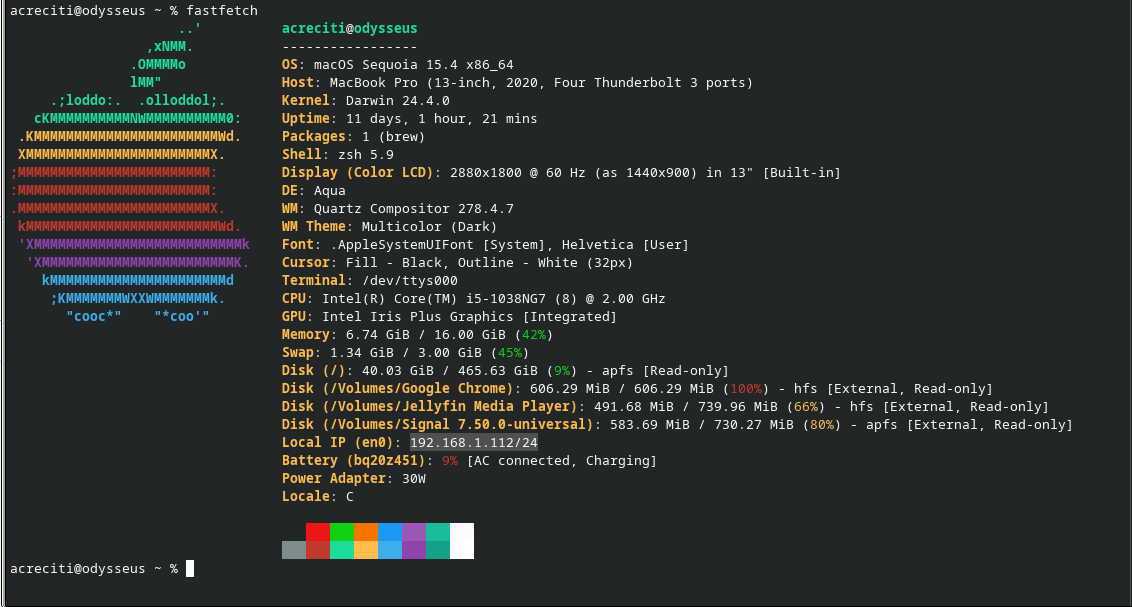 acreciti@odysseus ~ % fastfetch
                     ..'          acreciti@odysseus
                 ,xNMM.           -----------------
               .OMMMMo            OS: macOS Sequoia 15.4 x86_64
               lMM"               Host: MacBook Pro (13-inch, 2020, Four Thunderbolt 3 ports)
     .;loddo:.  .olloddol;.       Kernel: Darwin 24.4.0
   cKMMMMMMMMMMNWMMMMMMMMMM0:     Uptime: 11 days, 1 hour, 21 mins
 .KMMMMMMMMMMMMMMMMMMMMMMMWd.     Packages: 1 (brew)
 XMMMMMMMMMMMMMMMMMMMMMMMX.       Shell: zsh 5.9
;MMMMMMMMMMMMMMMMMMMMMMMM:        Display (Color LCD): 2880x1800 @ 60 Hz (as 1440x900) in 13" [Built-in]
:MMMMMMMMMMMMMMMMMMMMMMMM:        DE: Aqua
.MMMMMMMMMMMMMMMMMMMMMMMMX.       WM: Quartz Compositor 278.4.7
 kMMMMMMMMMMMMMMMMMMMMMMMMWd.     WM Theme: Multicolor (Dark)
 'XMMMMMMMMMMMMMMMMMMMMMMMMMMk    Font: .AppleSystemUIFont [System], Helvetica [User]
  'XMMMMMMMMMMMMMMMMMMMMMMMMK.    Cursor: Fill - Black, Outline - White (32px)
    kMMMMMMMMMMMMMMMMMMMMMMd      Terminal: /dev/ttys000
     ;KMMMMMMMWXXWMMMMMMMk.       CPU: Intel(R) Core(TM) i5-1038NG7 (8) @ 2.00 GHz
       "cooc*"    "*coo'"         GPU: Intel Iris Plus Graphics [Integrated]
                                  Memory: 6.74 GiB / 16.00 GiB (42%)
                                  Swap: 1.34 GiB / 3.00 GiB (45%)
                                  Disk (/): 40.03 GiB / 465.63 GiB (9%) - apfs [Read-only]
                                  Disk (/Volumes/Google Chrome): 606.29 MiB / 606.29 MiB (100%) - hfs [External, Read-only]
                                  Disk (/Volumes/Jellyfin Media Player): 491.68 MiB / 739.96 MiB (66%) - hfs [External, Read-only]
                                  Disk (/Volumes/Signal 7.50.0-universal): 583.69 MiB / 730.27 MiB (80%) - apfs [External, Read-only]
                                  Local IP (en0): 192.168.1.112/24
                                  Battery (bq20z451): 9% [AC connected, Charging]
                                  Power Adapter: 30W
                                  Locale: C
acreciti@odysseus ~ %